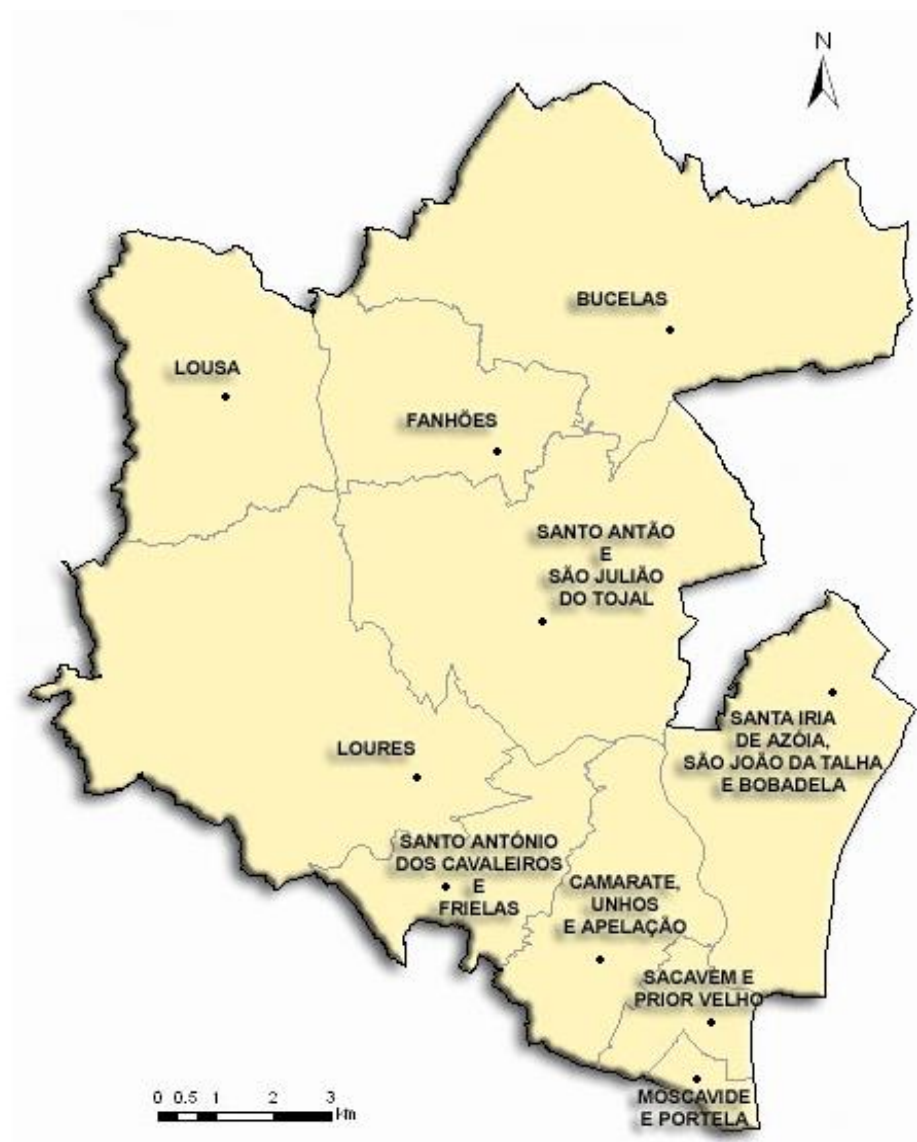 N
BUCELAS
LOUSA
FANHÕES
SANTO ANTÃO
E
SÃO JULIÃO
DO TOJAL
SANTA IRIA
DE AZÓIA,
SÃO JOÃO DA TALHA
E BOBADELA
LOURES
SANTO ANTÓNIO
DOS CAVALEIROS
E
FRIELAS
CAMARATE,
UNHOS
E APELAÇÃO
SACAVÉM E
PRIOR VELHO
MOSCAVIDE
E PORTELA
0 0.5 1 2 3
km